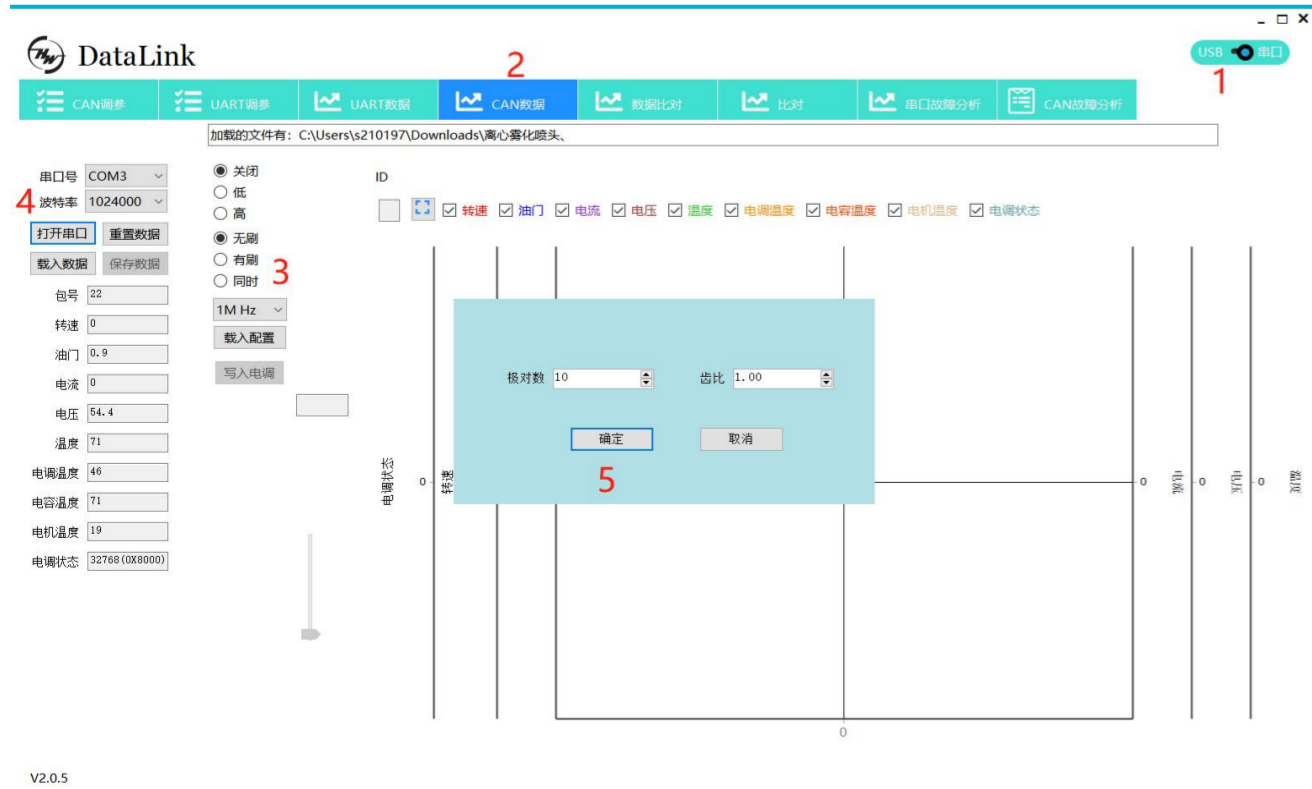 DataLink
USB 串口
1
2
CAN调参 UART调参 UART数据 CAN数据 数据比对 比对 串口故障分析 CAN故障分析
加载的文件有：C:\Users\s210197\Downloads\离心雾化喷头、
串口号 COM3
4 波特率 1024000
打开串口 重置数据
载入数据 保存数据
包号 22
转速 0
油门 0.9
电流 0
电压 54.4
温度 71
电调温度 46
电容温度 71
电机温度 19
电调状态 32768(0X8000)
关闭
低
高
无刷
有刷
同时
3
1M Hz
载入配置
写入电调
ID
转速 油门 电流 电压 温度 电调温度 电容温度 电机温度 电调状态
极对数 10 齿比 1.00
确定 取消
5
电调状态 0 转速 0 电流 0 电压 0 温度
0
V2.0.5